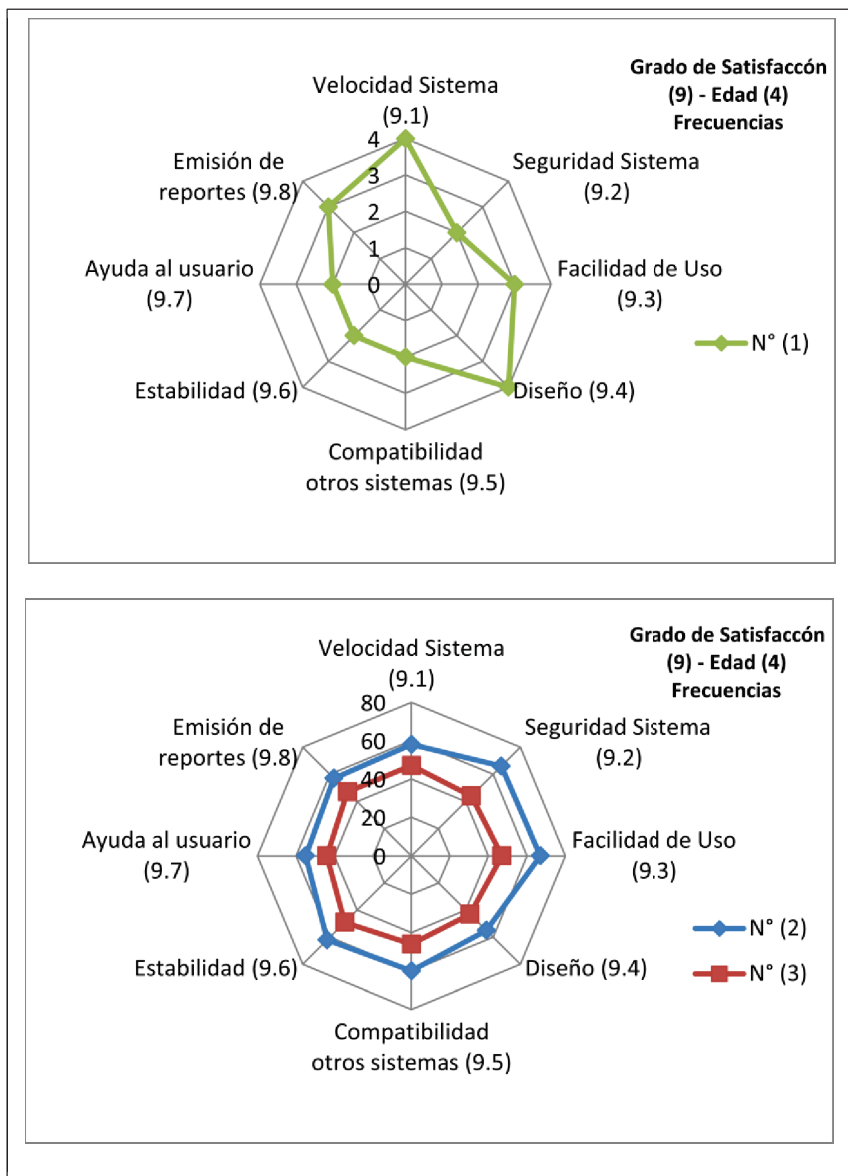 Grado de Satisfaccón
(9) - Edad (4)
Frecuencias
Velocidad Sistema
(9.1)
Seguridad Sistema
(9.2)
Facilidad de Uso
(9.3)
Diseño (9.4)
Compatibilidad
otros sistemas (9.5)
Estabilidad (9.6)
Ayuda al usuario
(9.7)
Emisión de
reportes (9.8)
4
3
2
1
0
N° (1)
Grado de Satisfaccón
(9) - Edad (4)
Frecuencias
Velocidad Sistema
(9.1)
Seguridad Sistema
(9.2)
Facilidad de Uso
(9.3)
Diseño (9.4)
Compatibilidad
otros sistemas (9.5)
Estabilidad (9.6)
Ayuda al usuario
(9.7)
Emisión de
reportes (9.8)
80
60
40
20
0
N° (2)
N° (3)